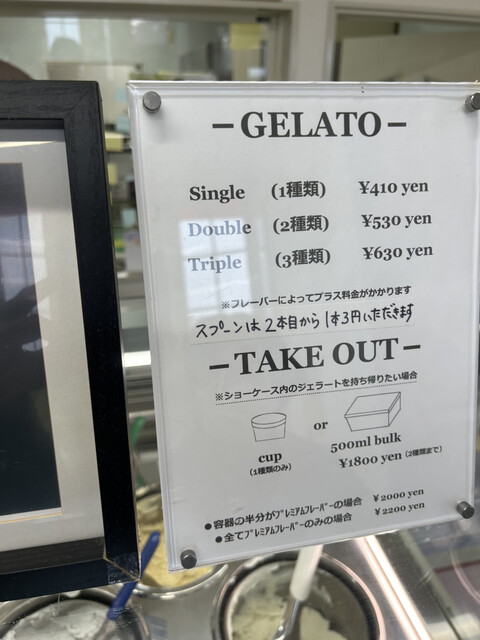 －GELATO－
Single (1種類) ¥410 yen
Double (2種類) ¥530 yen
Triple (3種類) ¥630 yen
※フレーバーによってプラス料金がかかります
スプーンは2本目から1本3円いただきます
－TAKE OUT－
※ショーケース内のジェラートを持ち帰りたい場合
cup
(1種類のみ)
or
500ml bulk
¥1800 yen (2種類まで)
●容器の半分がﾌﾟﾚﾐｱﾑﾌﾚｰﾊﾞｰの場合 ¥2000 yen
●全てﾌﾟﾚﾐｱﾑﾌﾚｰﾊﾞｰのみの場合 ¥2200 yen